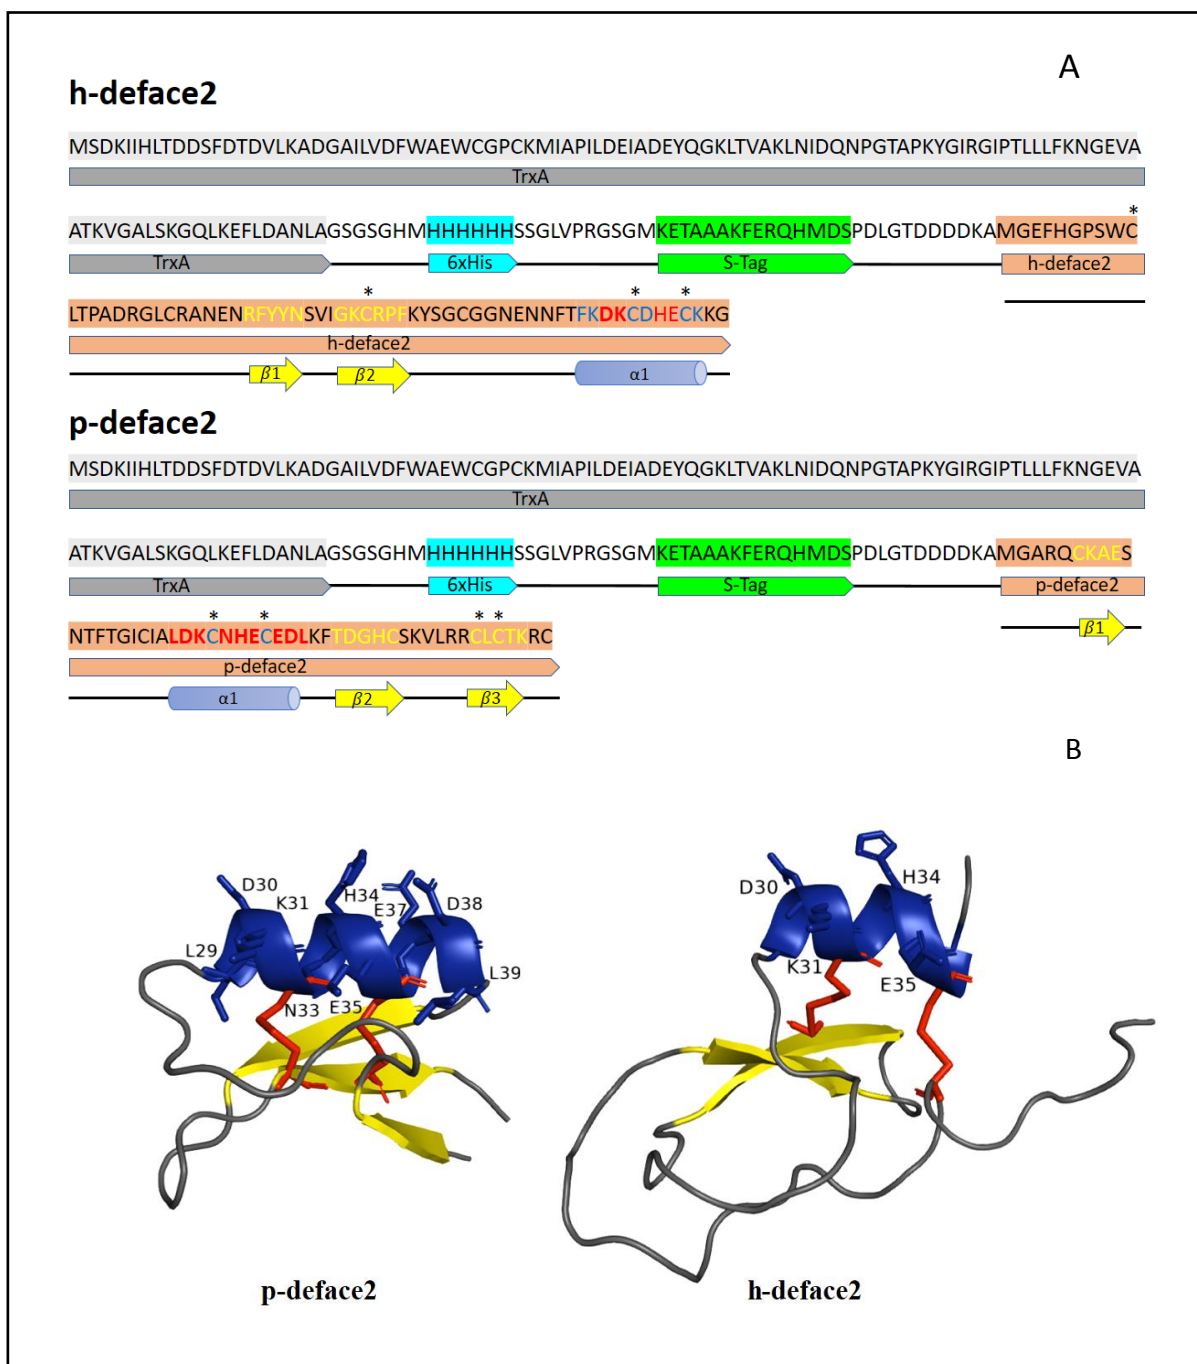 A
h-deface2
MSDKIIHLTDDSFDTDVLKADGAILVDFWAEWCGPCKMIAPILDEIADEYQGKLTVAKLNIDQNPGTAPKYGIRGIPTLLLFKNGEVA
TrxA
*
ATKVGALSKGQLKEFLDANLAGSGSGHMHHHHHHSSGLVPRGSGMKETAAAKFERQHMDSPDLGTDDDDKAMGEFHGPSWC
TrxA 6xHis S-Tag h-deface2
* * *
LTPADRGLCRANENRFYYNSVIGKCRPFKYSGCGGNENNFTFKDKCDHECKKG
h-deface2
β1 β2 α1
p-deface2
MSDKIIHLTDDSFDTDVLKADGAILVDFWAEWCGPCKMIAPILDEIADEYQGKLTVAKLNIDQNPGTAPKYGIRGIPTLLLFKNGEVA
TrxA
ATKVGALSKGQLKEFLDANLAGSGSGHMHHHHHHSSGLVPRGSGMKETAAAKFERQHMDSPDLGTDDDDKAMGARQCKAES
TrxA 6xHis S-Tag p-deface2
* * * *
NTFTGICIALDKCNHECEDLKFTDGHCSKVLRRCLCTKRC
β1
p-deface2
α1 β2 β3
B
D30 K31 H34 E37 D38
L29 L39
N33 E35
D30 H34
K31 E35
p-deface2 h-deface2